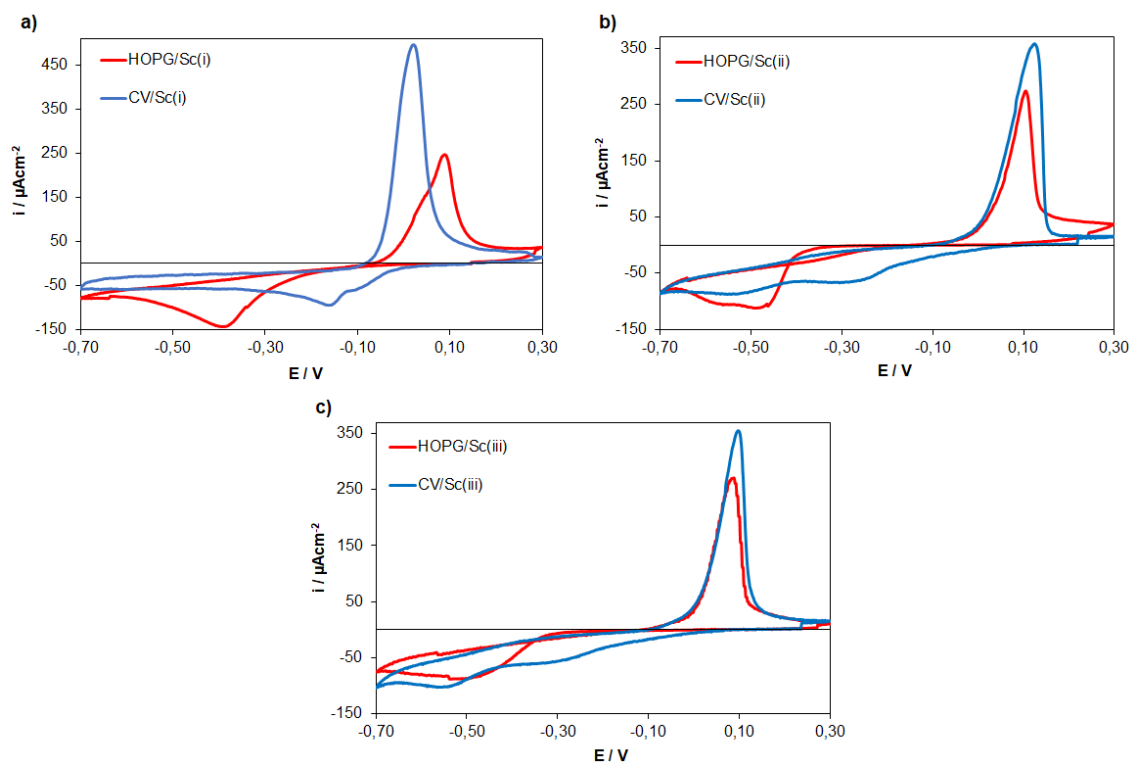 a)
HOPG/Sc(i)
CV/Sc(i)
i / µAcm-2
450
350
250
150
50
-50
-150
-0,70
-0,50
-0,30
-0,10
0,10
0,30
E / V
b)
HOPG/Sc(ii)
CV/Sc(ii)
i / µAcm-2
350
250
150
50
-50
-150
-0,70
-0,50
-0,30
-0,10
0,10
0,30
E / V
c)
HOPG/Sc(iii)
CV/Sc(iii)
i / µAcm-2
350
250
150
50
-50
-150
-0,70
-0,50
-0,30
-0,10
0,10
0,30
E / V